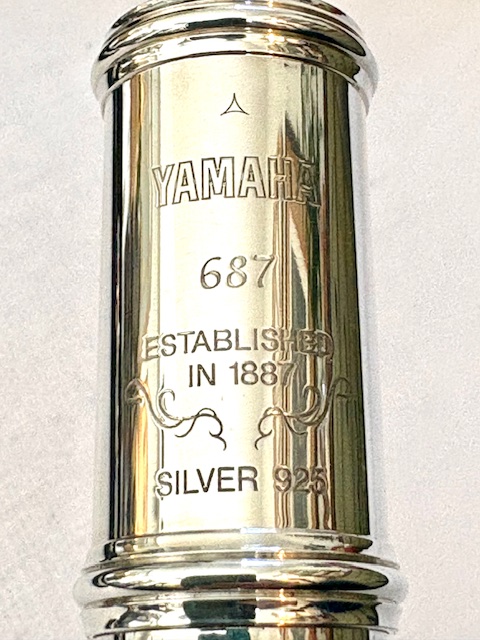 YAMAHA
687
ESTABLISHED
IN 1887
SILVER 925